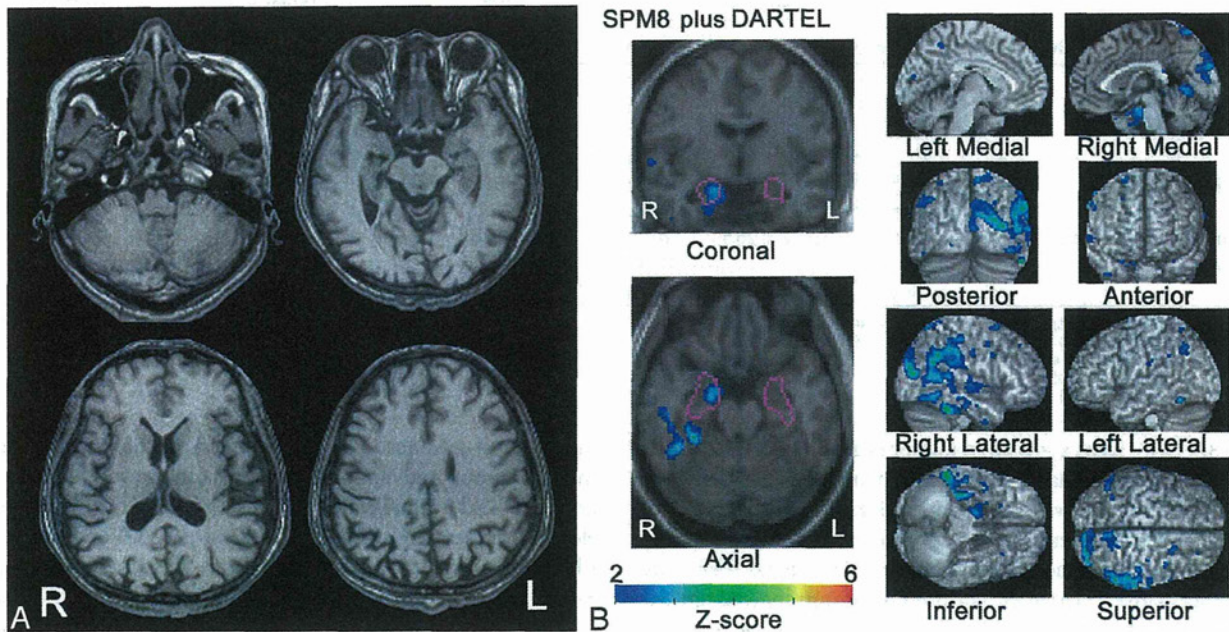 A
R
L
SPM8 plus DARTEL
R L
Coronal
R L
Axial
2 6
Z-score
B
Left Medial Right Medial
Posterior Anterior
Right Lateral Left Lateral
Inferior Superior